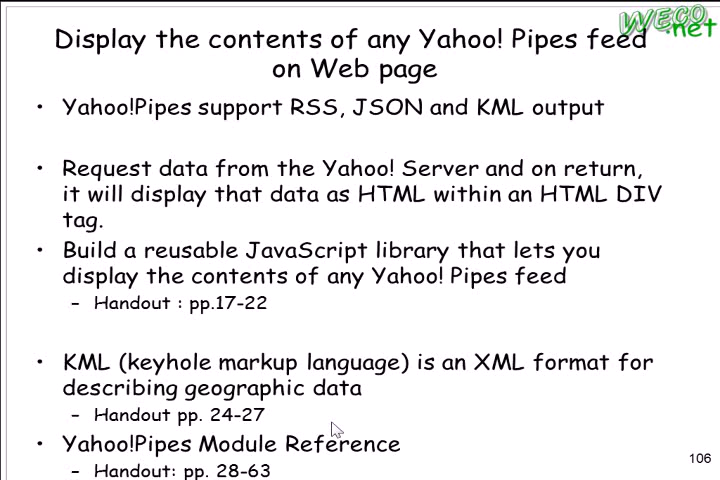 WECO
.net
Display the contents of any Yahoo! Pipes feed
on Web page
• Yahoo!Pipes support RSS, JSON and KML output
• Request data from the Yahoo! Server and on return,
it will display that data as HTML within an HTML DIV
tag.
• Build a reusable JavaScript library that lets you
display the contents of any Yahoo! Pipes feed
– Handout : pp.17-22
• KML (keyhole markup language) is an XML format for
describing geographic data
– Handout pp. 24-27
• Yahoo!Pipes Module Reference
– Handout: pp. 28-63
106